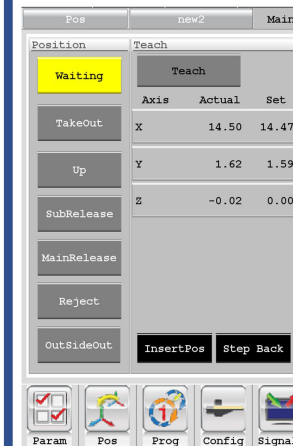 Pos new2 Main
Position Teach
Waiting Teach
Axis Actual Set
TakeOut X 14.50 14.47
Up Y 1.62 1.59
SubRelease Z -0.02 0.00
MainRelease
Reject
OutSideOut InsertPos Step Back
Param Pos Prog Config Signal